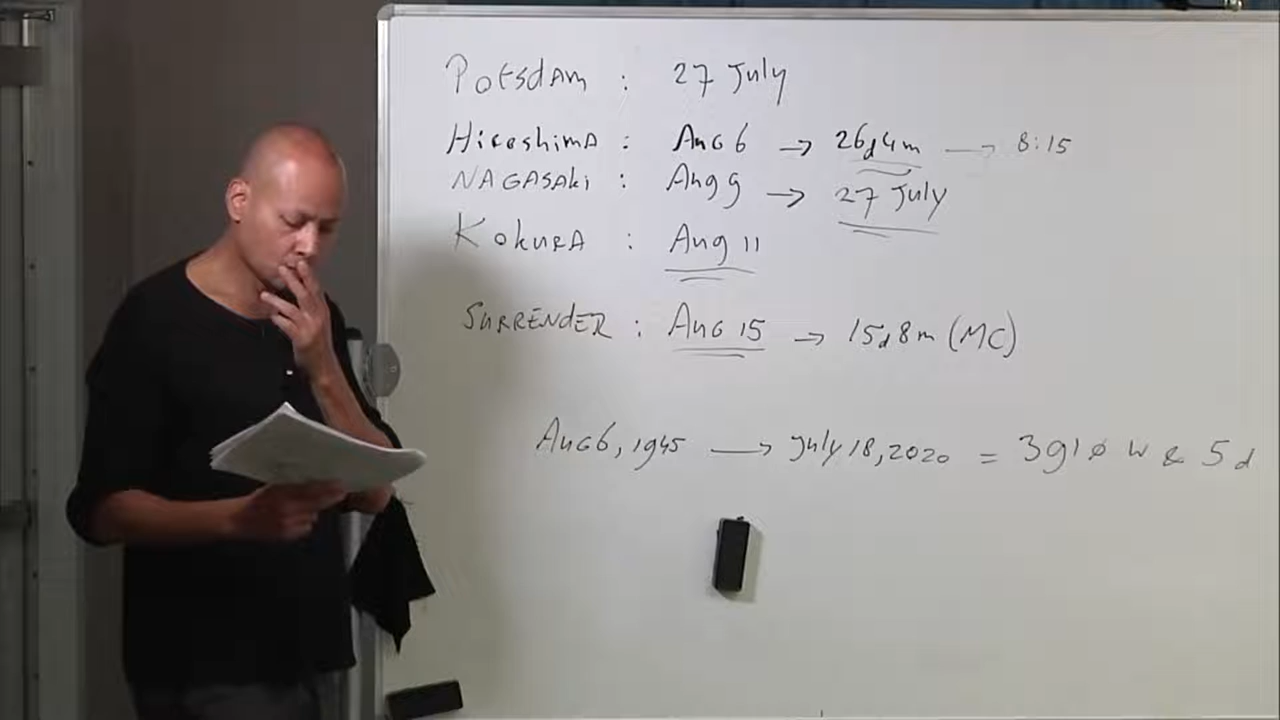 Potsdam : 27 July
Hiroshima : Aug 6 → 26d4m → 8:15
NAGASAki : Aug 9 → 27 July
KokuRA : Aug 11
SURRENDER : Aug 15 → 15d8m (MC)
Aug 6, 1945 → July 18, 2020 = 391ø W & 5 d